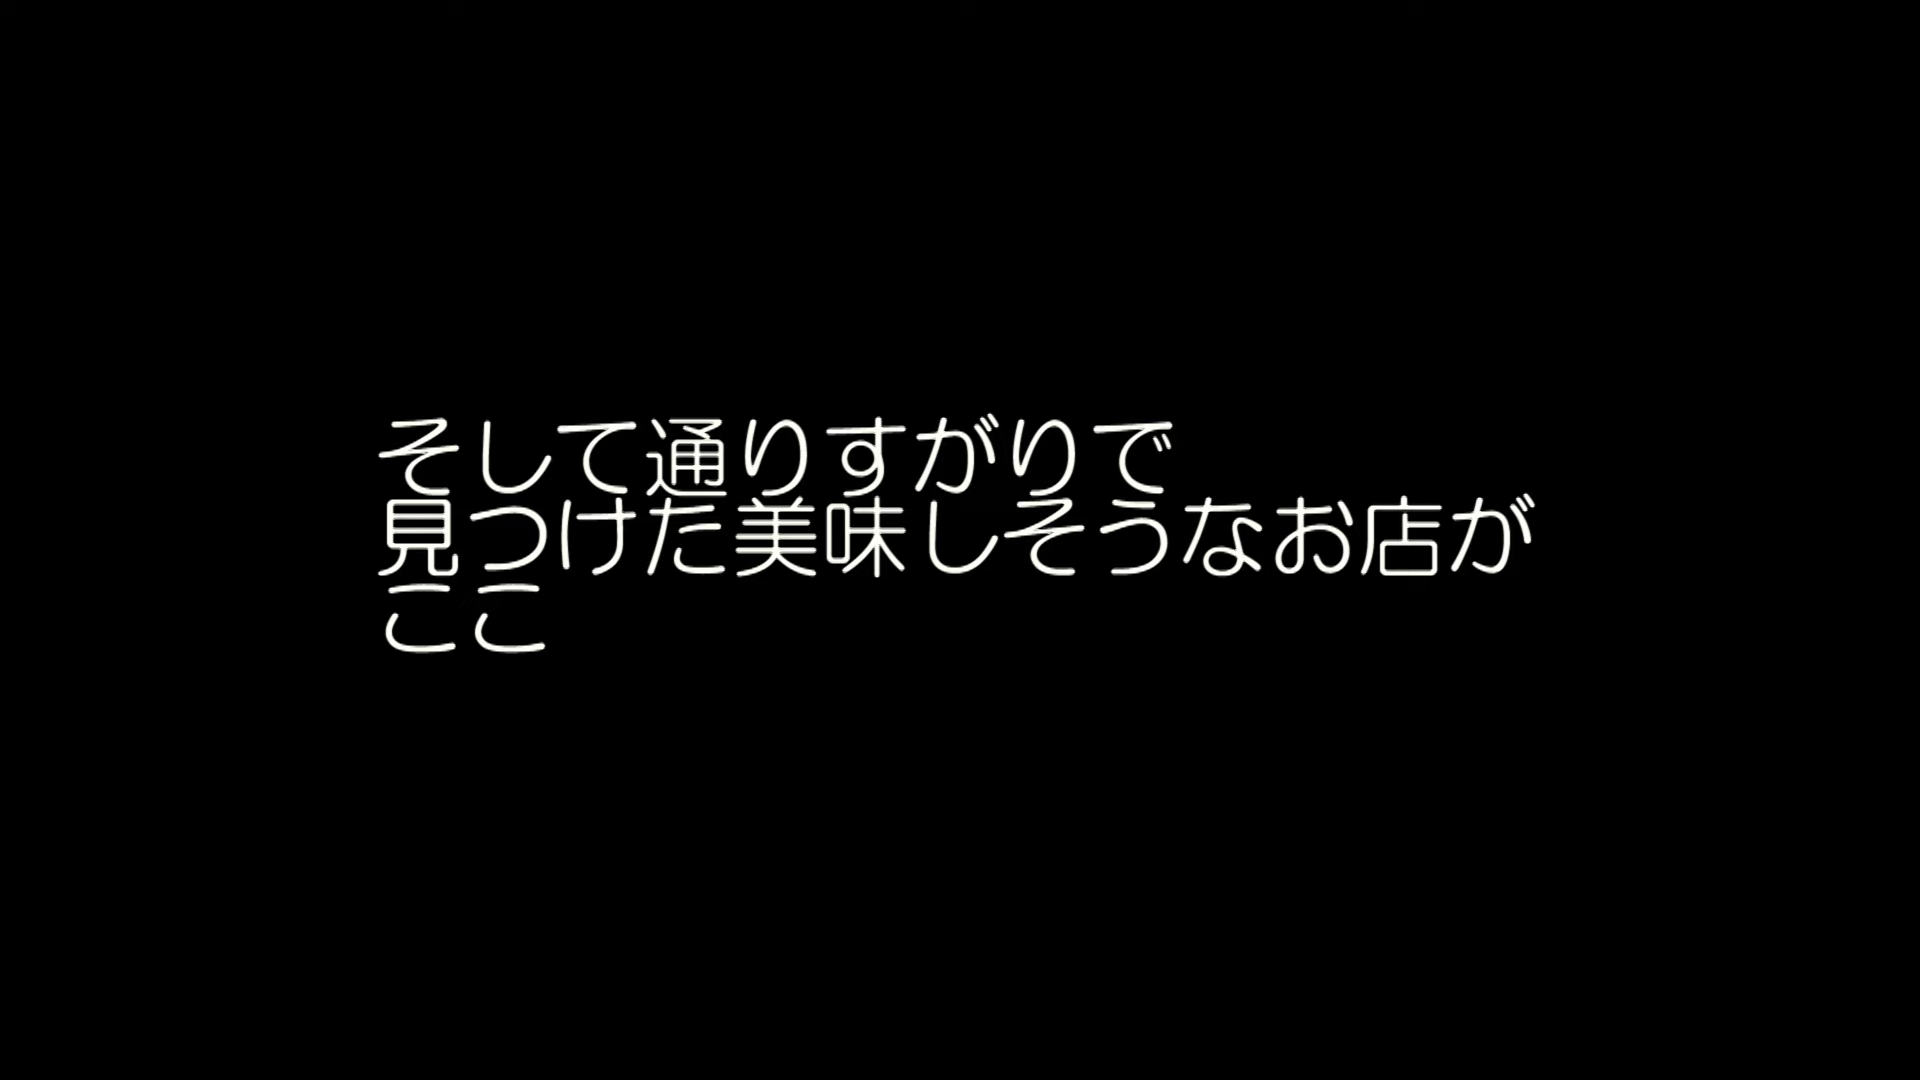 そして通りすがりで
見つけた美味しそうなお店が
ここ